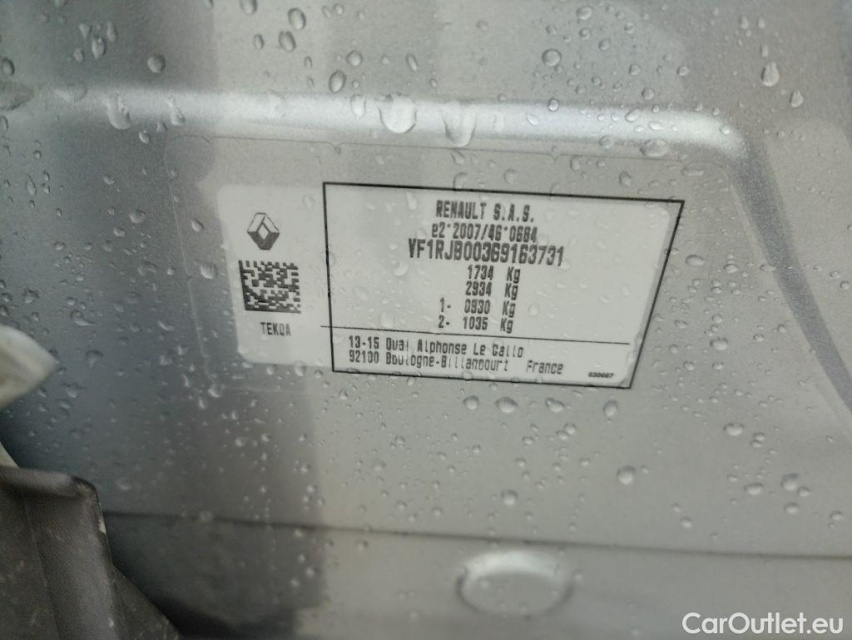 RENAULT S.A.S.
e2*2007/46*0684
VF1RJB00369163731
1734 Kg
2934 Kg
1- 0930 Kg
2- 1035 Kg
TEKQA
13-15 Quai Alphonse Le Gallo
92100 Boulogne-Billancourt France
CarOutlet.eu